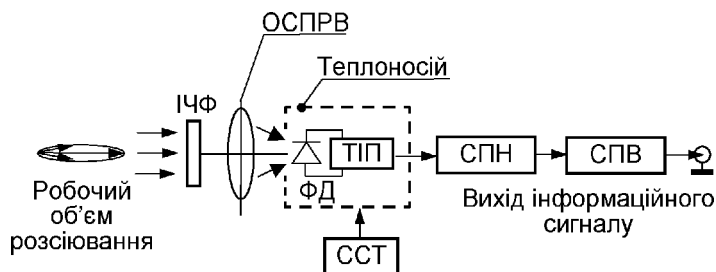 ОСПРВ
Теплоносій
ІЧФ
ТІП
СПН
СПВ
ФД
Робочий
об'єм
розсіювання
Вихід інформаційного
сигналу
ССТ